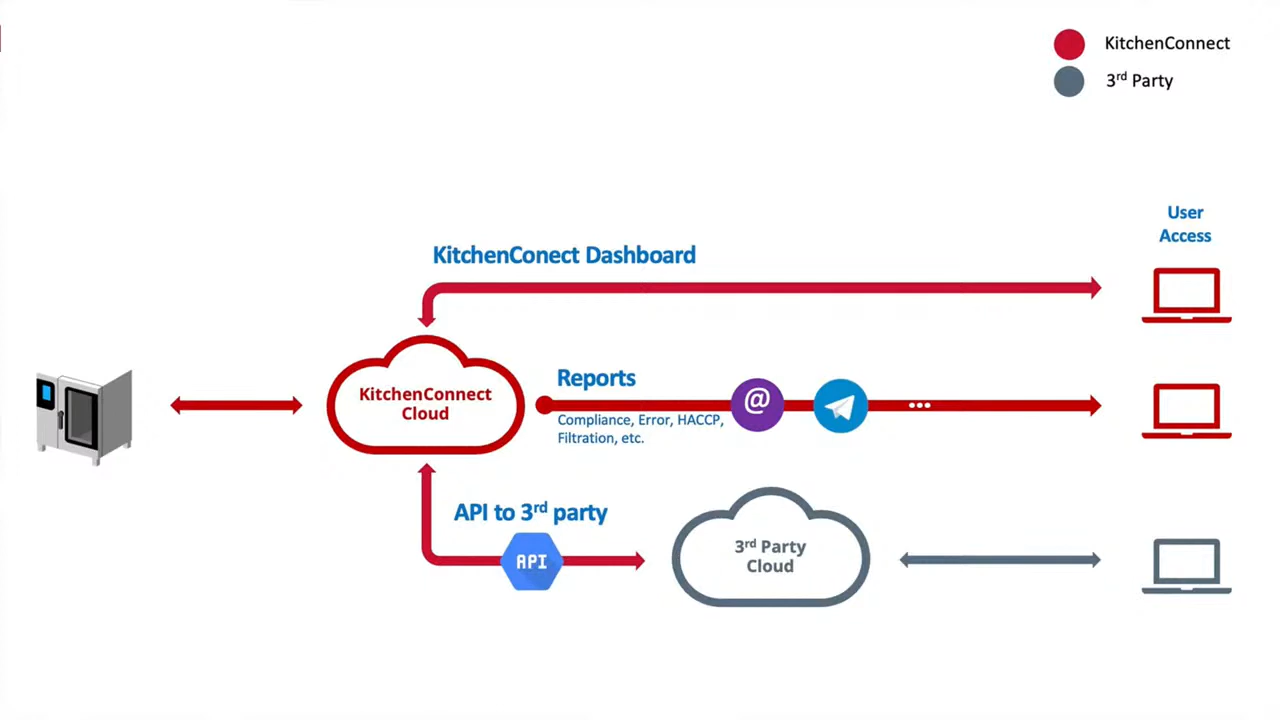 KitchenConnect
3rd Party
User
Access
KitchenConect Dashboard
Reports
Compliance, Error, HACCP,
Filtration, etc.
@
KitchenConnect
Cloud
API to 3rd party
API
3rd Party
Cloud